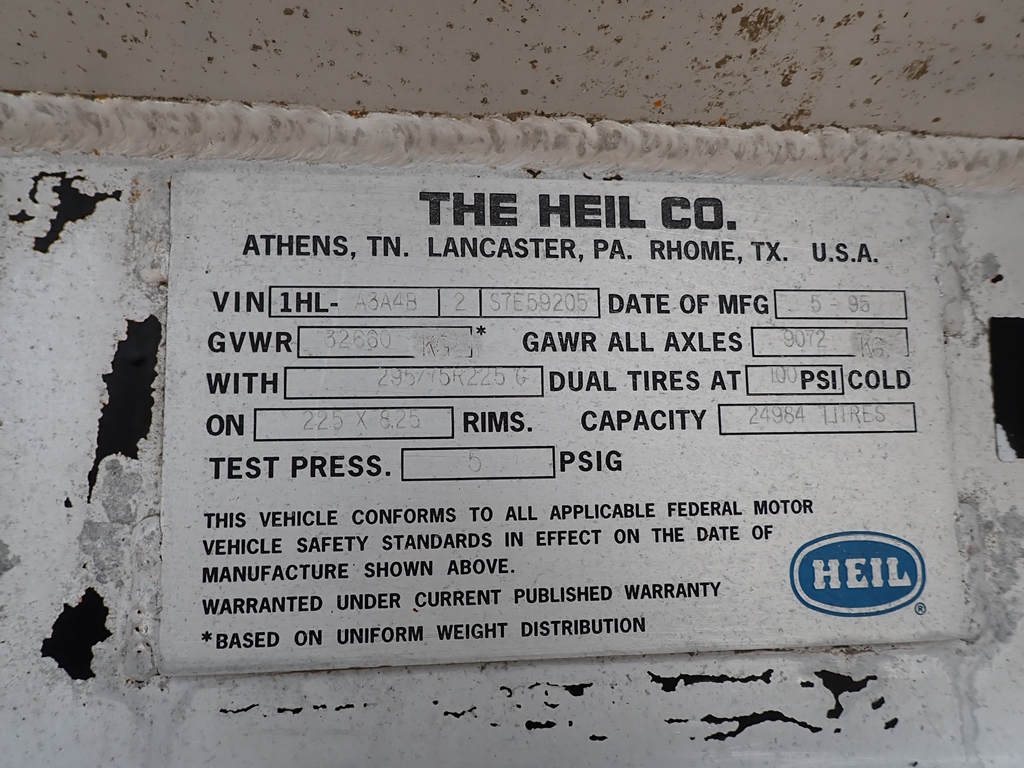 THE HEIL CO.
ATHENS, TN. LANCASTER, PA. RHOME, TX. U.S.A.
VIN 1HL- A3A4B 2 S7E59205 DATE OF MFG 5 - 95
GVWR 32660 KG * GAWR ALL AXLES 9072 KG
WITH 295/75R225 G DUAL TIRES AT 100 PSI COLD
ON 225 X 8.25 RIMS. CAPACITY 24984 LITRES
TEST PRESS. 5 PSIG
THIS VEHICLE CONFORMS TO ALL APPLICABLE FEDERAL MOTOR
VEHICLE SAFETY STANDARDS IN EFFECT ON THE DATE OF
MANUFACTURE SHOWN ABOVE.
WARRANTED UNDER CURRENT PUBLISHED WARRANTY
*BASED ON UNIFORM WEIGHT DISTRIBUTION
HEIL ®